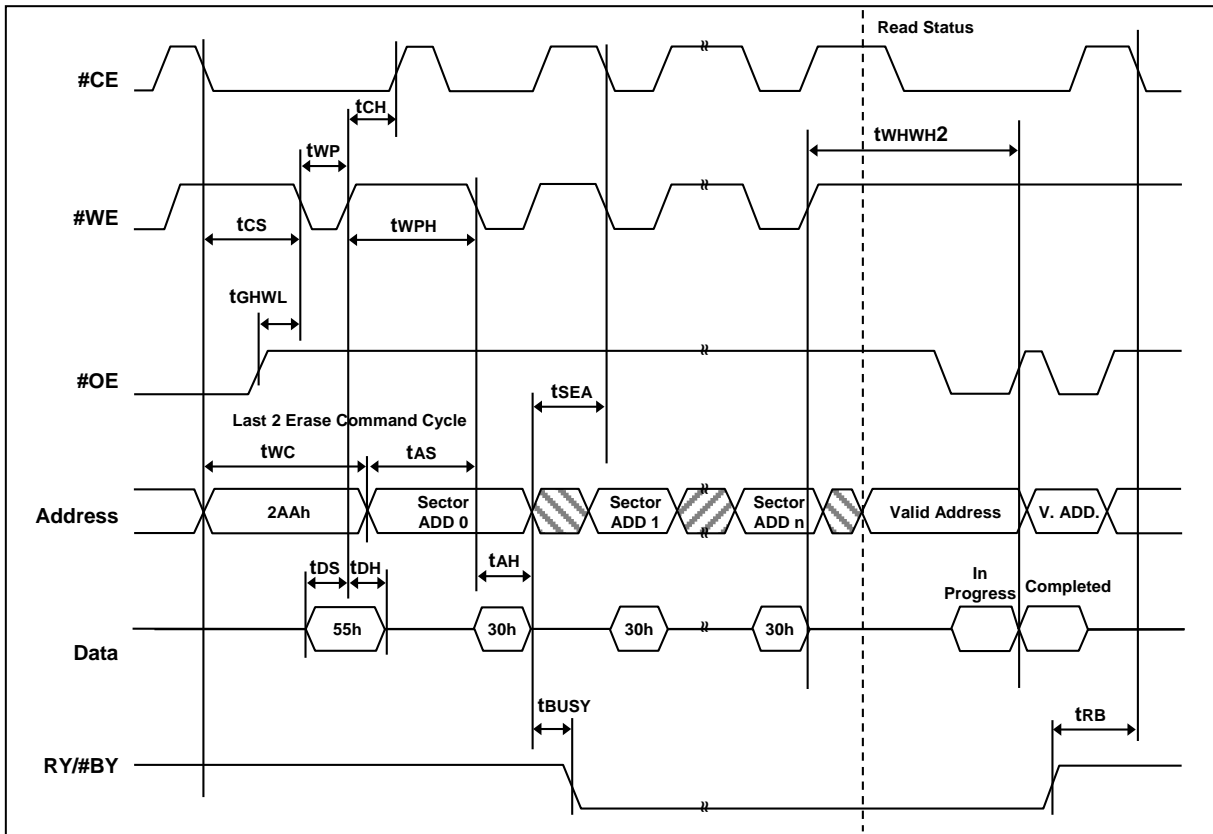 Read Status
#CE
tCH
tWHWH2
tWP
#WE
tCS
tWPH
tGHWL
#OE
tSEA
Last 2 Erase Command Cycle
tWC
tAS
Address
2AAh
Sector
ADD 0
Sector
ADD 1
Sector
ADD n
Valid Address
V. ADD.
tAH
tDS
tDH
In
Progress
Completed
Data
55h
30h
30h
30h
tBUSY
tRB
RY/#BY